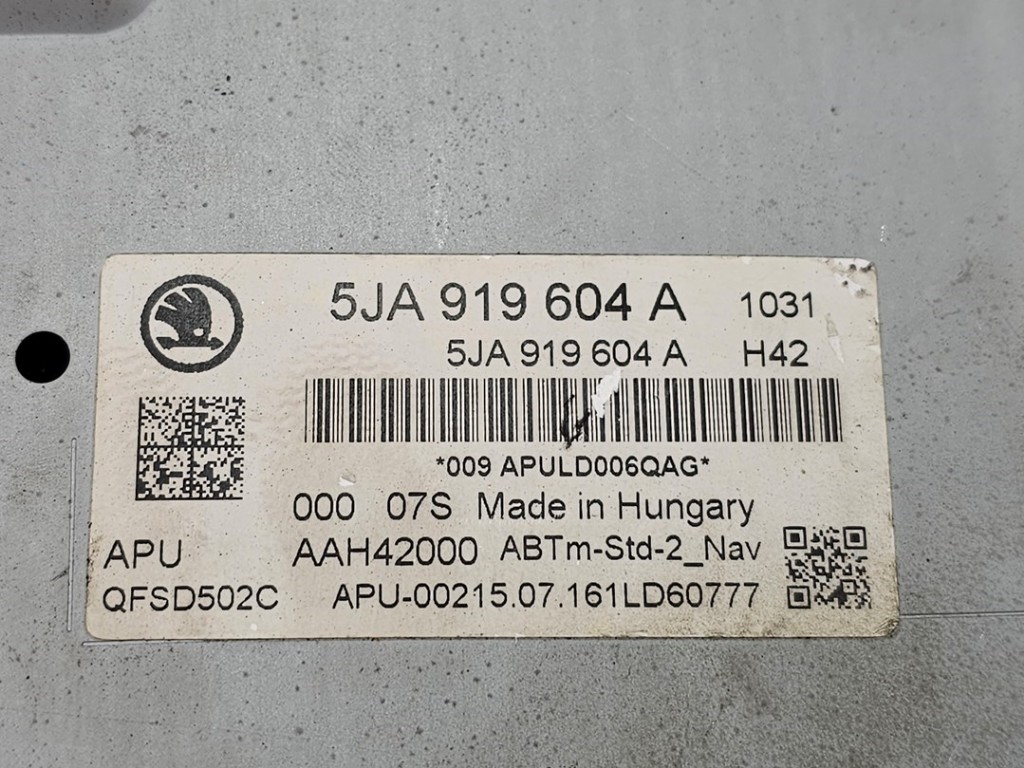 5JA 919 604 A 1031
5JA 919 604 A H42
*009 APULD006QAG*
000 07S Made in Hungary
APU AAH42000 ABTm-Std-2_Nav
QFSD502C APU-00215.07.161LD60777